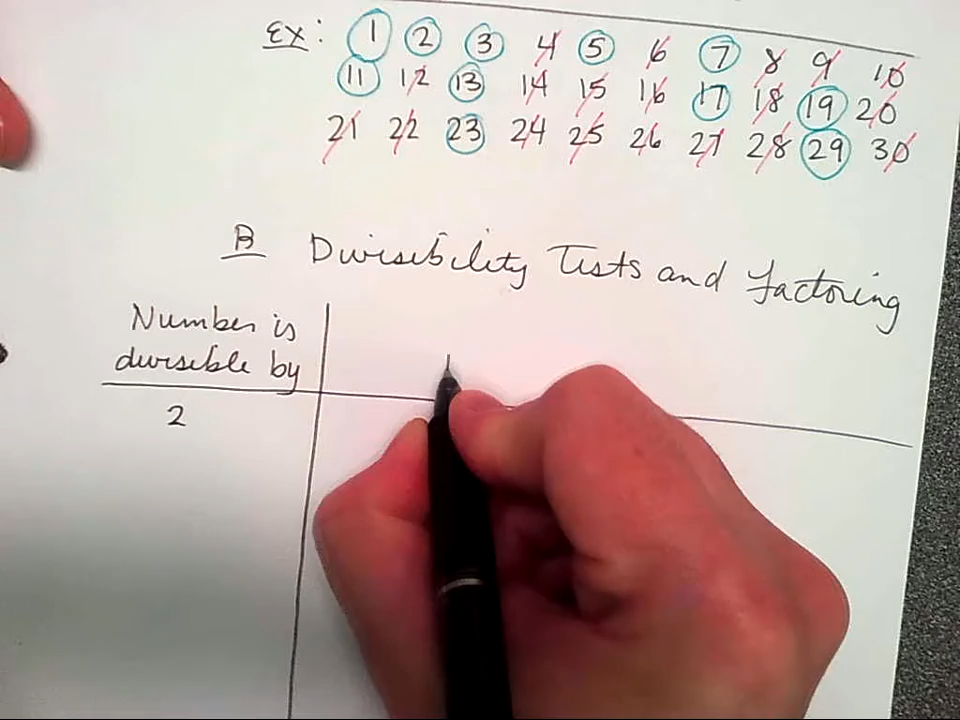 Ex: 1 2 3 4 5 6 7 8 9 10
11 12 13 14 15 16 17 18 19 20
21 22 23 24 25 26 27 28 29 30
B Divisibility Tests and Factoring
Number is
divisible by
2